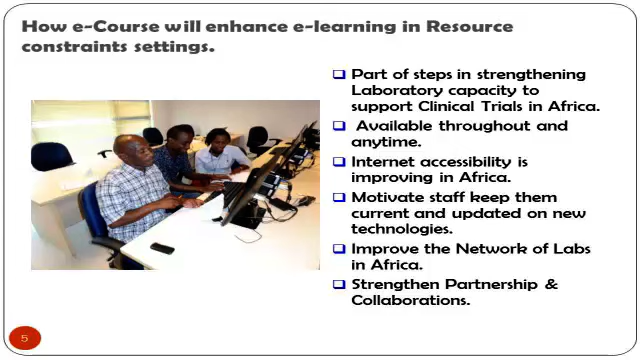 How e-Course will enhance e-learning in Resource
constraints settings.
Part of steps in strengthening
Laboratory capacity to
support Clinical Trials in Africa.
Available throughout and
anytime.
Internet accessibility is
improving in Africa.
Motivate staff keep them
current and updated on new
technologies.
Improve the Network of Labs
in Africa.
Strengthen Partnership &
Collaborations.
5